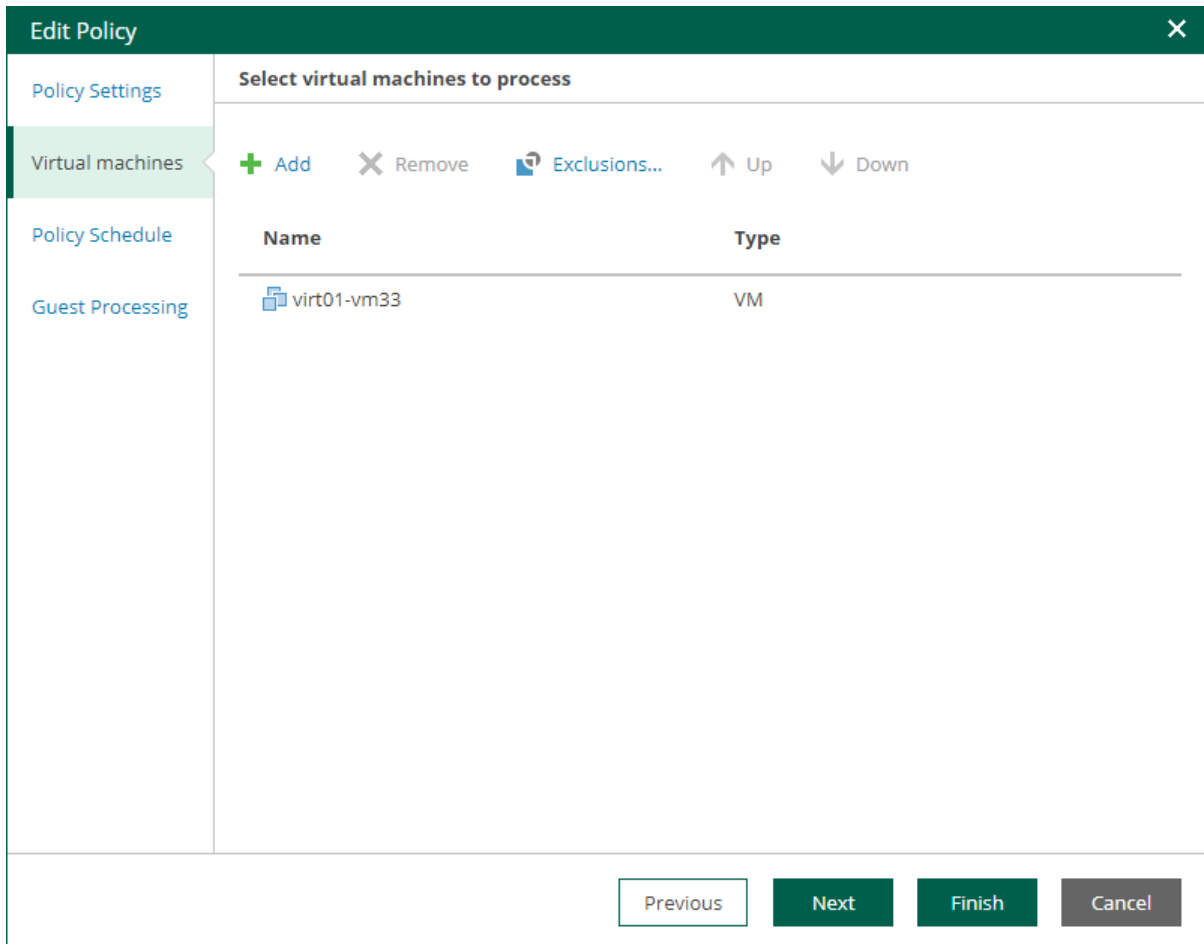 Edit Policy
Policy Settings
Virtual machines
Policy Schedule
Guest Processing
Select virtual machines to process
Add Remove Exclusions... Up Down
Name Type
virt01-vm33 VM
Previous Next Finish Cancel